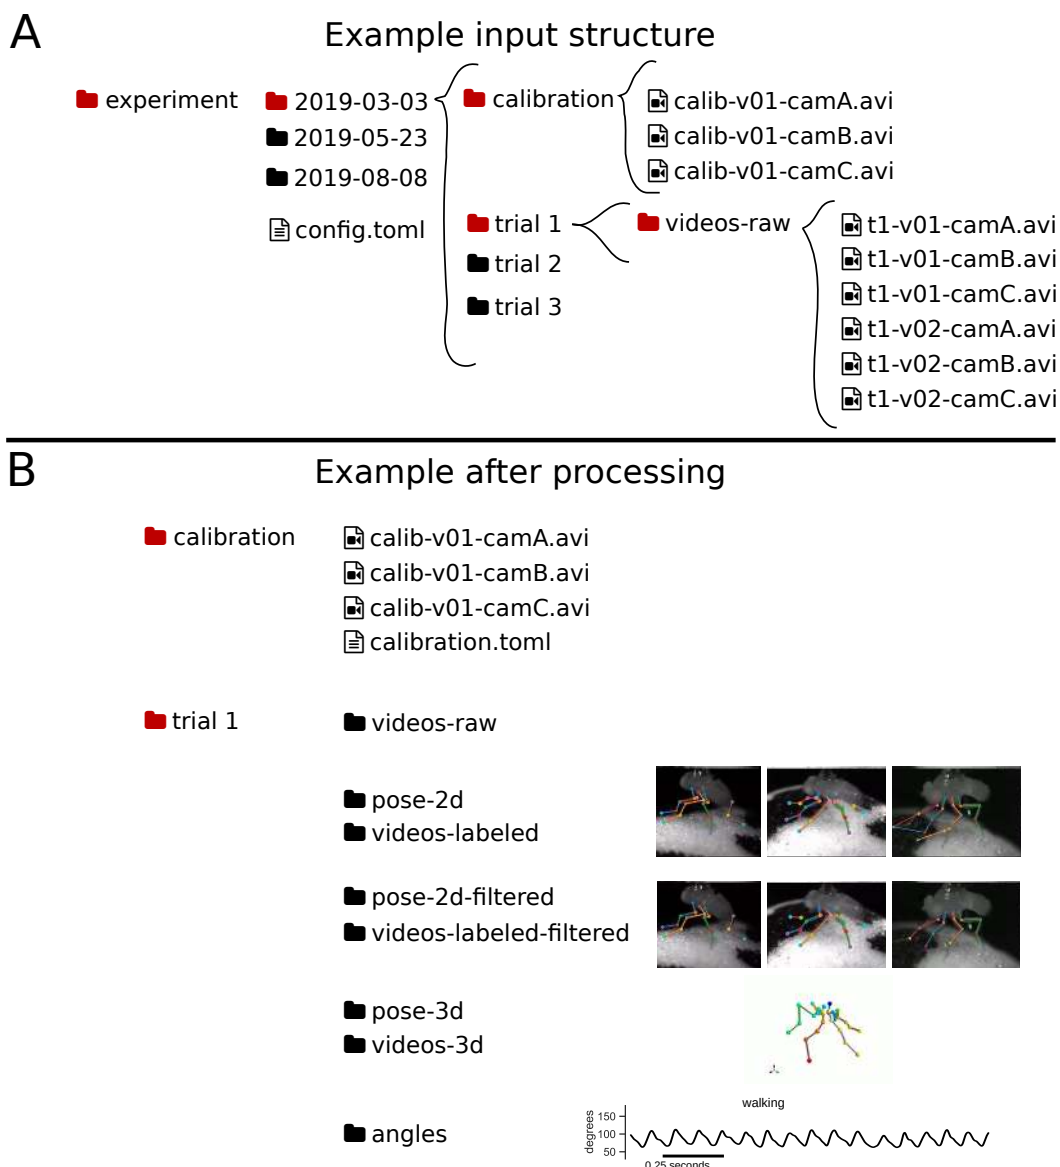 A
Example input structure
experiment
2019-03-03
2019-05-23
2019-08-08
config.toml
calibration
calib-v01-camA.avi
calib-v01-camB.avi
calib-v01-camC.avi
trial 1
trial 2
trial 3
videos-raw
t1-v01-camA.avi
t1-v01-camB.avi
t1-v01-camC.avi
t1-v02-camA.avi
t1-v02-camB.avi
t1-v02-camC.avi
B
Example after processing
calibration
calib-v01-camA.avi
calib-v01-camB.avi
calib-v01-camC.avi
calibration.toml
trial 1
videos-raw
pose-2d
videos-labeled
pose-2d-filtered
videos-labeled-filtered
pose-3d
videos-3d
angles
walking
degrees
150
100
50
0.25 seconds